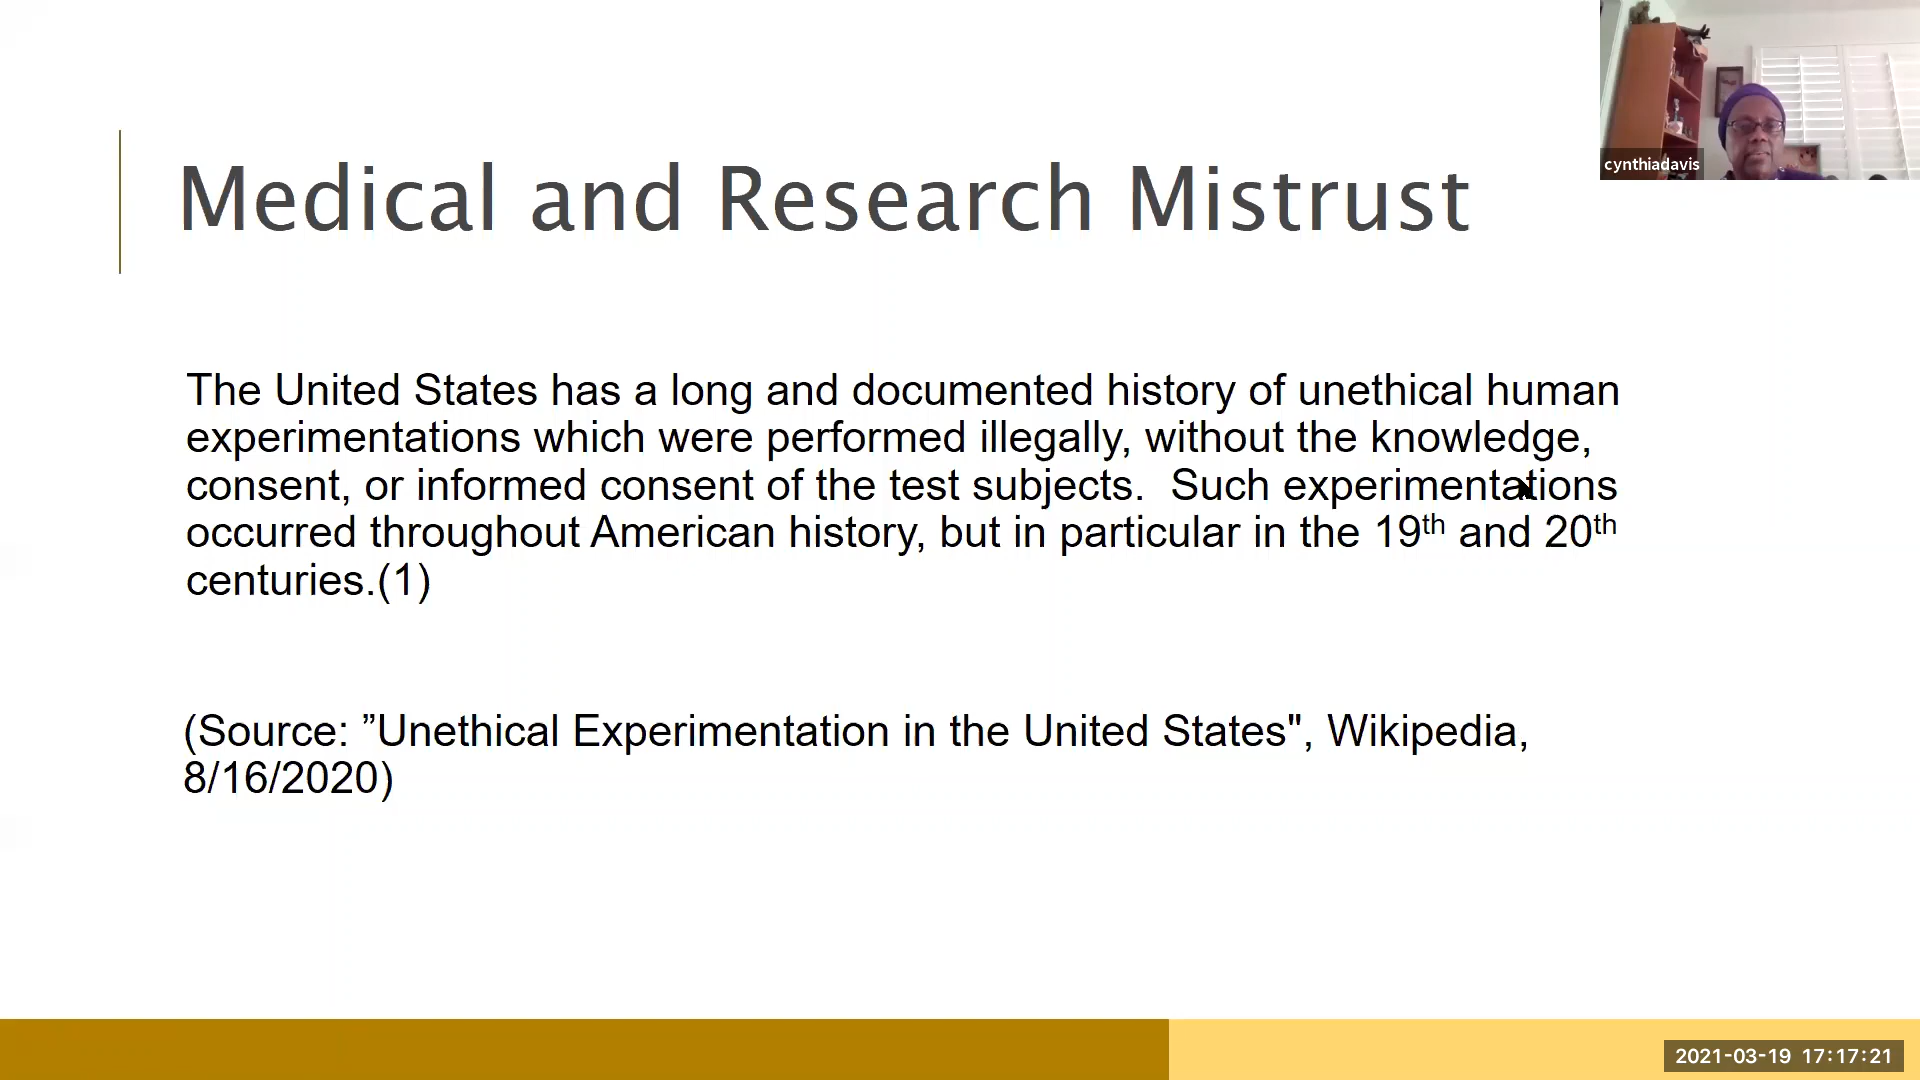 cynthiadavis
Medical and Research Mistrust
The United States has a long and documented history of unethical human
experimentations which were performed illegally, without the knowledge,
consent, or informed consent of the test subjects.  Such experimentations
occurred throughout American history, but in particular in the 19th and 20th
centuries.(1)
(Source: ”Unethical Experimentation in the United States", Wikipedia,
8/16/2020)
2021-03-19 17:17:21